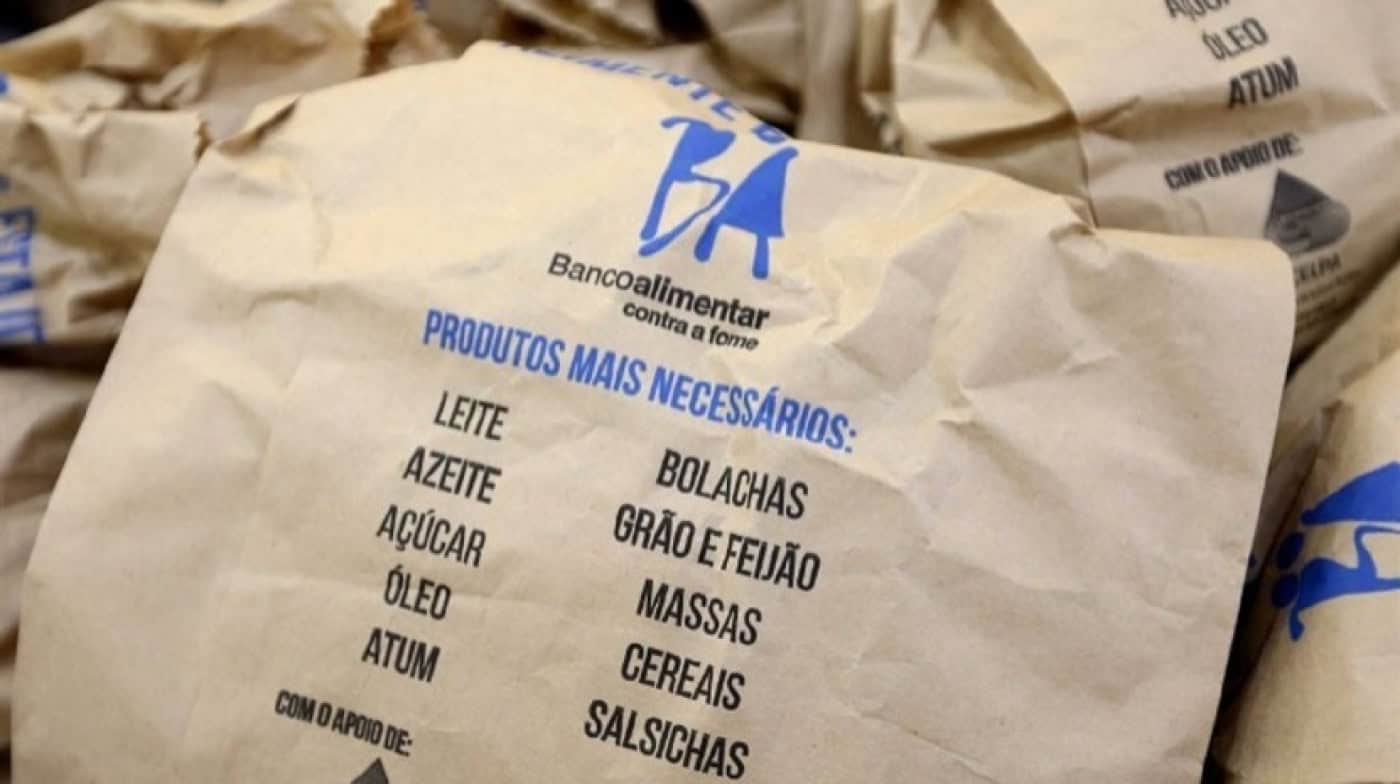 BA
Bancoalimentar
contra a fome
PRODUTOS MAIS NECESSÁRIOS:
LEITE
AZEITE
AÇÚCAR
ÓLEO
ATUM
BOLACHAS
GRÃO E FEIJÃO
MASSAS
CEREAIS
SALSICHAS
COM O APOIO DE:
ÓLEO
ATUM
COM O APOIO DE: